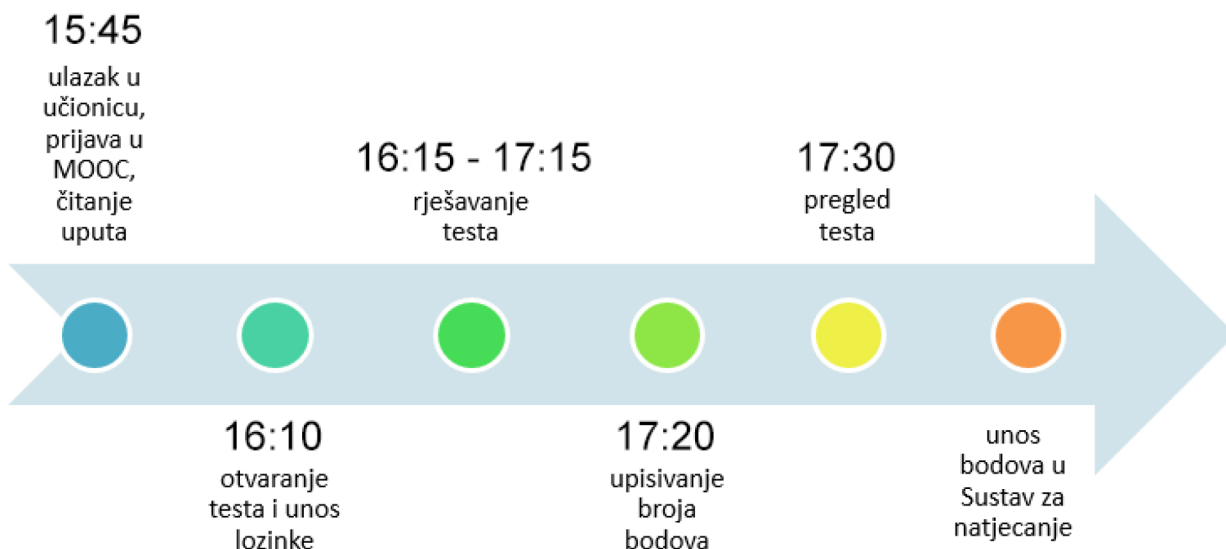 15:45
ulazak u
učionicu,
prijava u
MOOC,
čitanje
uputa
16:10
otvaranje
testa i unos
lozinke
16:15 - 17:15
rješavanje
testa
17:20
upisivanje
broja
bodova
17:30
pregled
testa
unos
bodova u
Sustav za
natjecanje